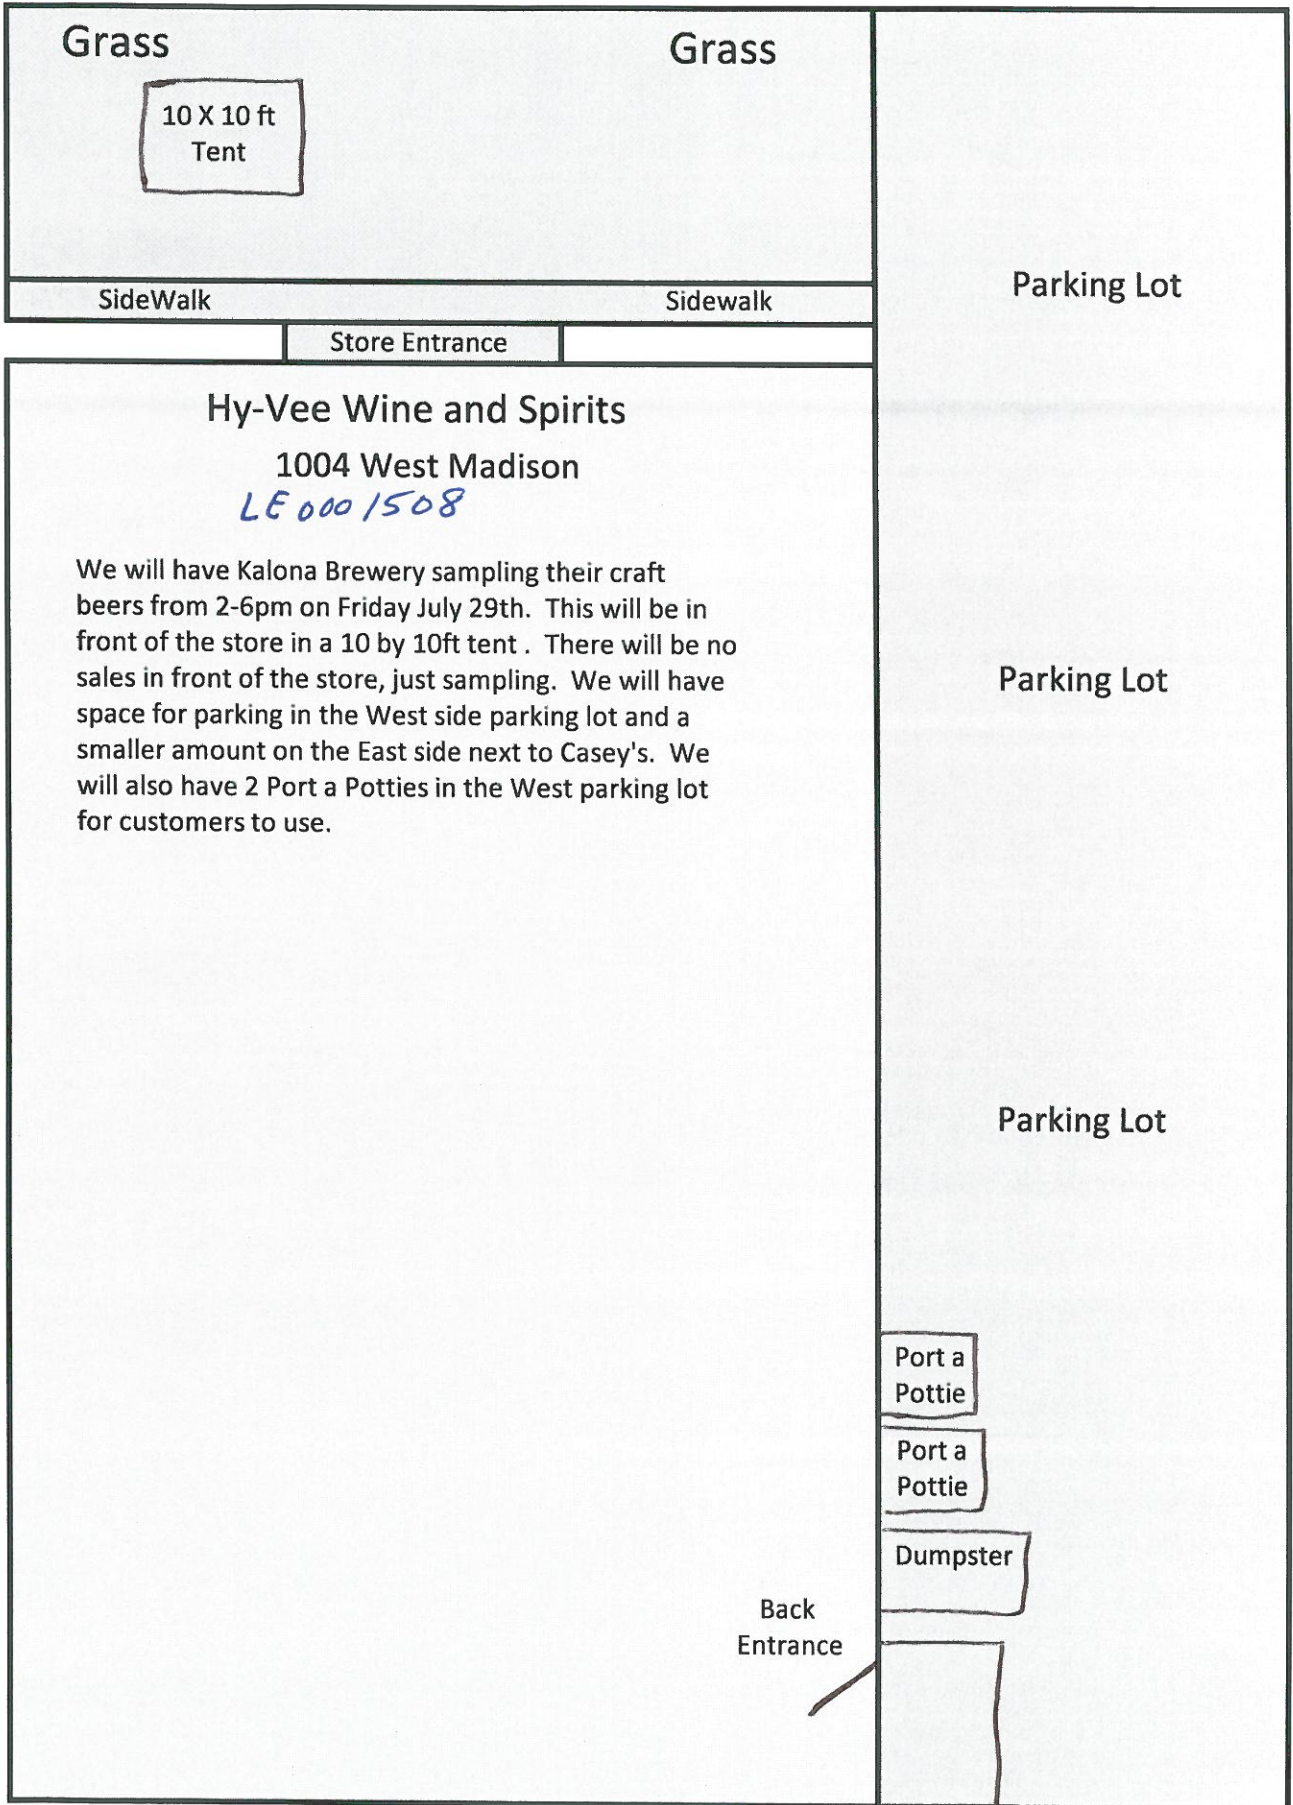 Grass
Grass
10 X 10 ft
Tent
SideWalk
Sidewalk
Parking Lot
Store Entrance
Hy-Vee Wine and Spirits
1004 West Madison
LE0001508
We will have Kalona Brewery sampling their craft
beers from 2-6pm on Friday July 29th.  This will be in
front of the store in a 10 by 10ft tent .  There will be no
sales in front of the store, just sampling.  We will have
space for parking in the West side parking lot and a
smaller amount on the East side next to Casey's.  We
will also have 2 Port a Potties in the West parking lot
for customers to use.
Parking Lot
Parking Lot
Port a
Pottie
Port a
Pottie
Dumpster
Back
Entrance